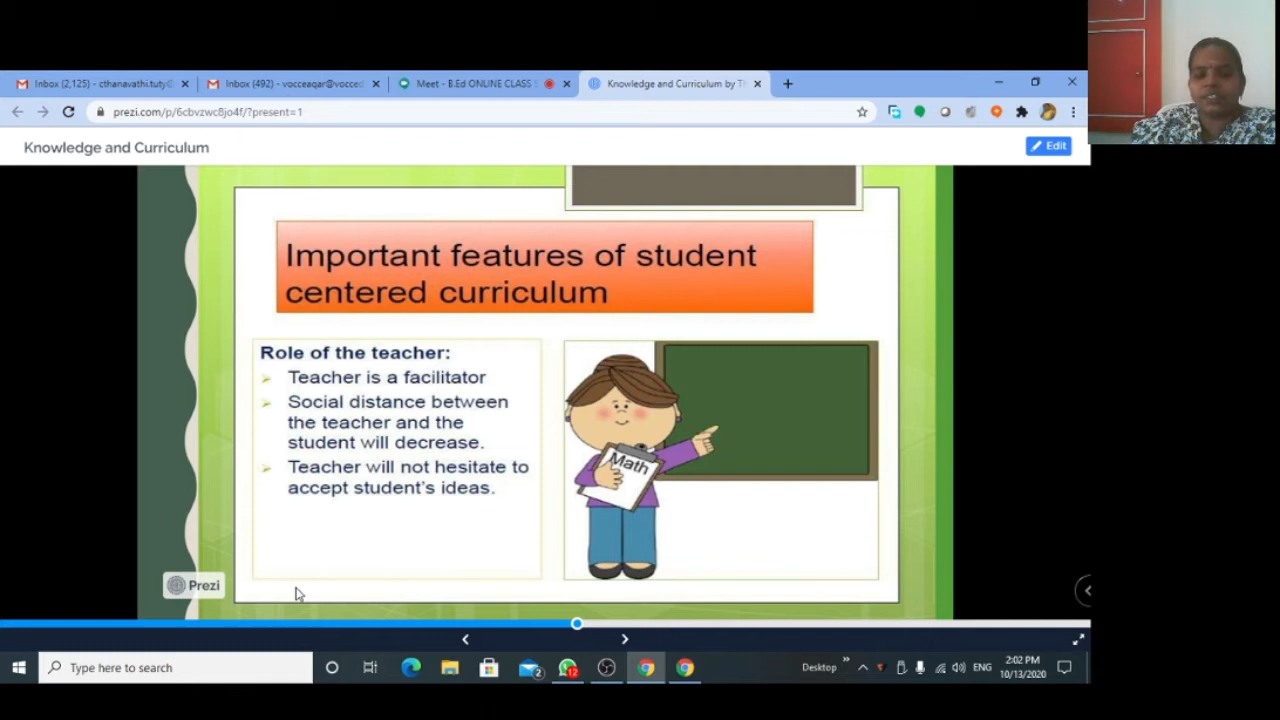 Inbox (2,125) - cthanavathi.tuty@
Inbox (492) - vocceaqar@vocced
Meet - B.Ed ONLINE CLASS
Knowledge and Curriculum by T
prezi.com/p/6cbvzwc8jo4f/?present=1
Knowledge and Curriculum
Edit
Important features of student
centered curriculum
Role of the teacher:
Teacher is a facilitator
Social distance between
the teacher and the
student will decrease.
Teacher will not hesitate to
accept student's ideas.
Math
Prezi
Type here to search
2
12
Desktop
ENG
2:02 PM
10/13/2020